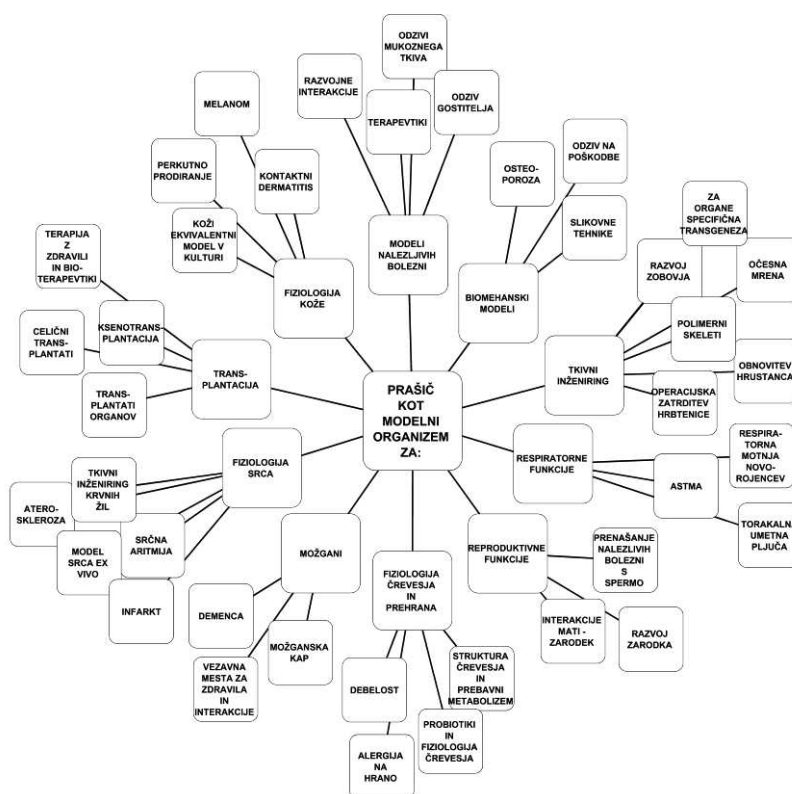 ODZIVI
MUKOZNEGA
TKIVA
RAZVOJNE
INTERAKCIJE
ODZIV
GOSTITELJA
MELANOM
TERAPEVTIKI
ODZIV NA
POŠKODBE
OSTEO-
POROZA
PERKUTNO
PRODIRANJE
KONTAKTNI
DERMATITIS
ZA
ORGANE
SPECIFIČNA
TRANSGENEZA
SLIKOVNE
TEHNIKE
KOŽI
EKVIVALENTNI
MODEL V
KULTURI
MODELI
NALEZLJIVIH
BOLEZNI
TERAPIJA
Z
ZDRAVILI
IN BIO-
TERAPEVTIKI
RAZVOJ
ZOBOVJA
OČESNA
MRENA
FIZIOLOGIJA
KOŽE
BIOMEHANSKI
MODELI
KSENOTRANS-
PLANTACIJA
POLIMERNI
SKELETI
CELIČNI
TRANS-
PLANTATI
TRANS-
PLANTACIJA
TKIVNI
INŽENIRING
OBNOVITEV
HRUSTANCA
TRANS-
PLANTATI
ORGANOV
PRAŠIČ
KOT
MODELNI
ORGANIZEM
ZA:
OPERACIJSKA
ZATRDITEV
HRBTENICE
FIZIOLOGIJA
SRCA
RESPIRATORNE
FUNKCIJE
RESPIRA-
TORNA
MOTNJA
NOVO-
ROJENCEV
TKIVNI
INŽENIRING
KRVNIH
ŽIL
ASTMA
ATERO-
SKLEROZA
SRČNA
ARITMIJA
MODEL
SRCA EX
VIVO
TORAKALNA
UMETNA
PLJUČA
MOŽGANI
REPRODUKTIVNE
FUNKCIJE
PRENAŠANJE
NALEZLIVIH
BOLEZNI
S
SPERMO
FIZIOLOGIJA
ČREVESJA
IN
PREHRANA
INFARKT
DEMENCA
INTERAKCIJE
MATI -
ZARODEK
RAZVOJ
ZARODKA
MOŽGANSKA
KAP
VEZAVNA
MESTA ZA
ZDRAVILA
IN
INTERAKCIJE
STRUKTURA
ČREVESJA
IN
PREBAVNI
METABOLIZEM
DEBELOST
PROBIOTIKI
IN
FIZIOLOGIJA
ČREVESJA
ALERGIJA
NA
HRANO